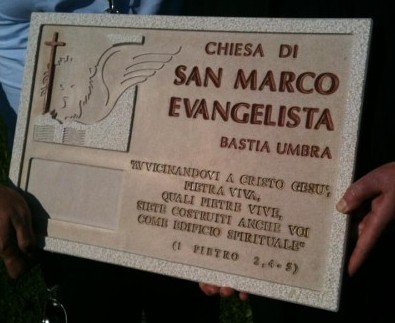 CHIESA DI
SAN MARCO
EVANGELISTA
BASTIA UMBRA
"AVVICINANDOVI A CRISTO GESU',
PIETRA VIVA,
QUALI PIETRE VIVE,
SIETE COSTRUITI ANCHE VOI
COME EDIFICIO SPIRITUALE"
(1 PIETRO 2,4-5)